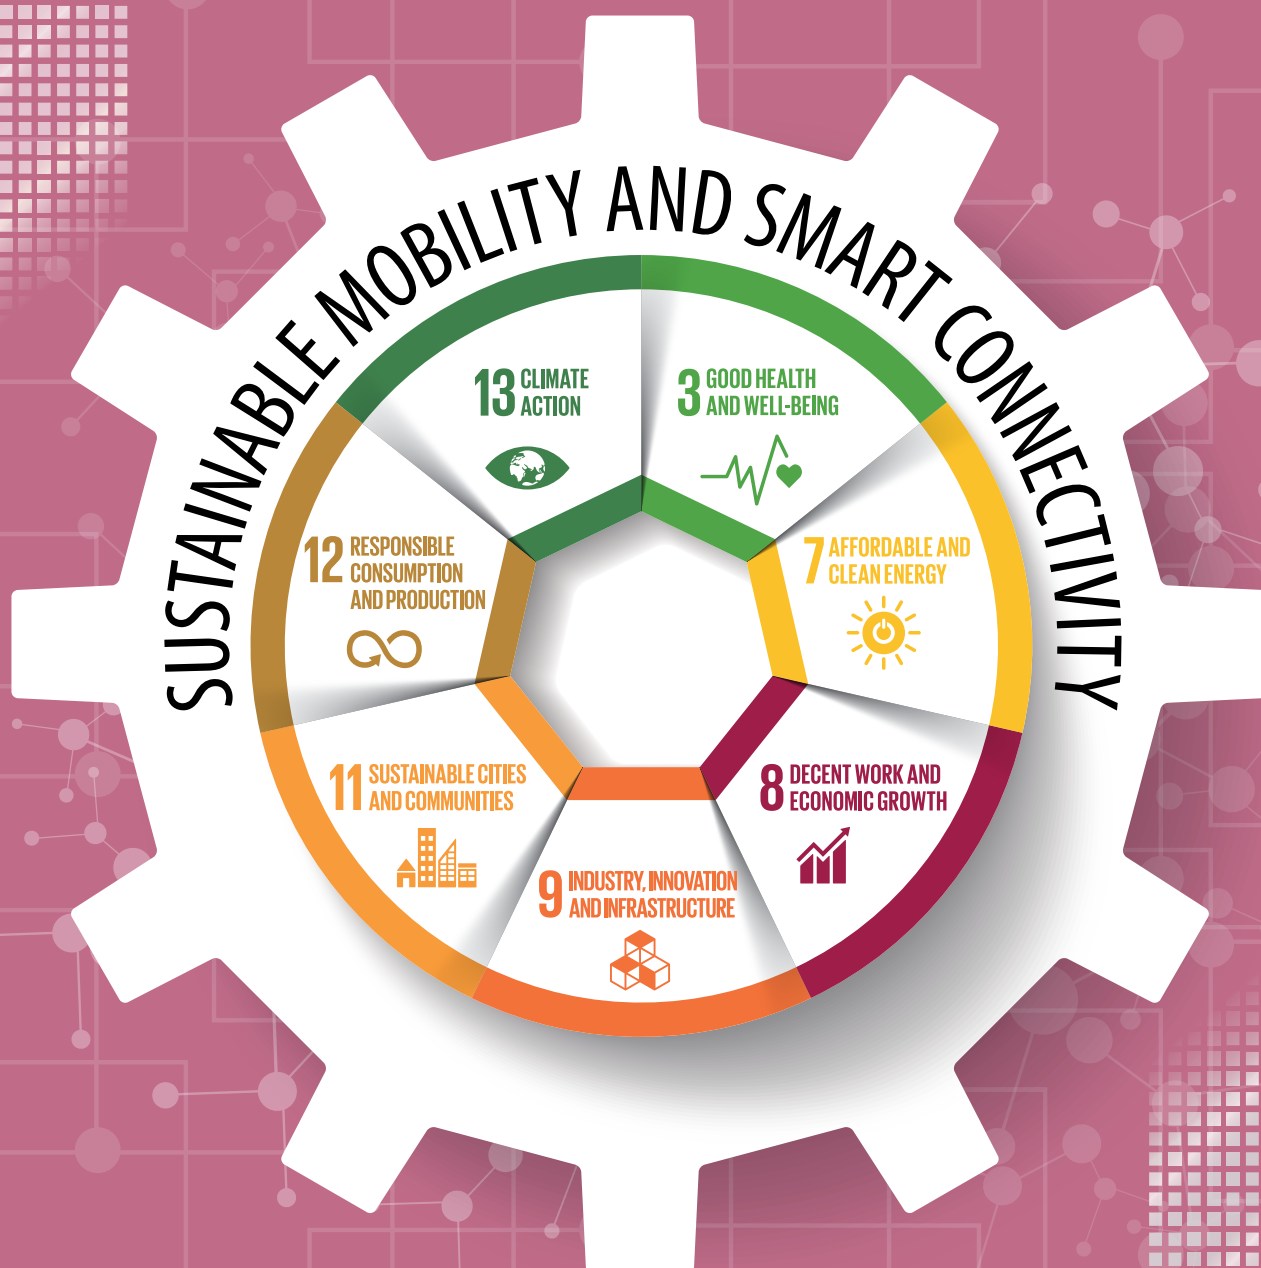 SUSTAINABLE MOBILITY AND SMART CONNECTIVITY
13 CLIMATE
ACTION
3 GOOD HEALTH
AND WELL-BEING
12 RESPONSIBLE
CONSUMPTION
AND PRODUCTION
7 AFFORDABLE AND
CLEAN ENERGY
11 SUSTAINABLE CITIES
AND COMMUNITIES
8 DECENT WORK AND
ECONOMIC GROWTH
9 INDUSTRY, INNOVATION
AND INFRASTRUCTURE